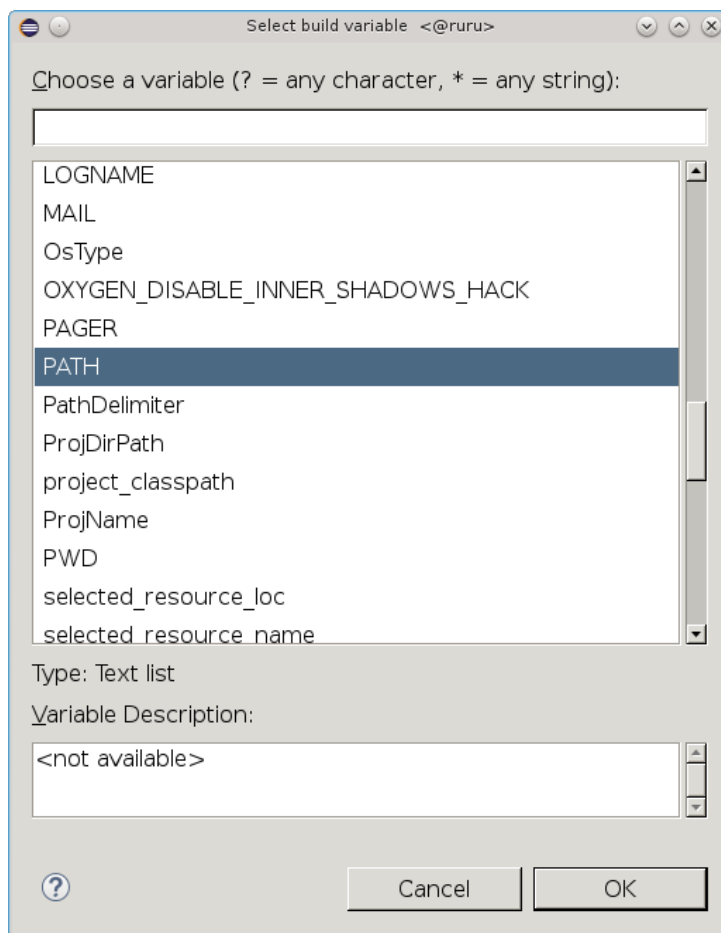 Select build variable <@ruru>
Choose a variable (? = any character, * = any string):
LOGNAME
MAIL
OsType
OXYGEN_DISABLE_INNER_SHADOWS_HACK
PAGER
PATH
PathDelimiter
ProjDirPath
project_classpath
ProjName
PWD
selected_resource_loc
selected_resource_name
Type: Text list
Variable Description:
<not available>
Cancel OK